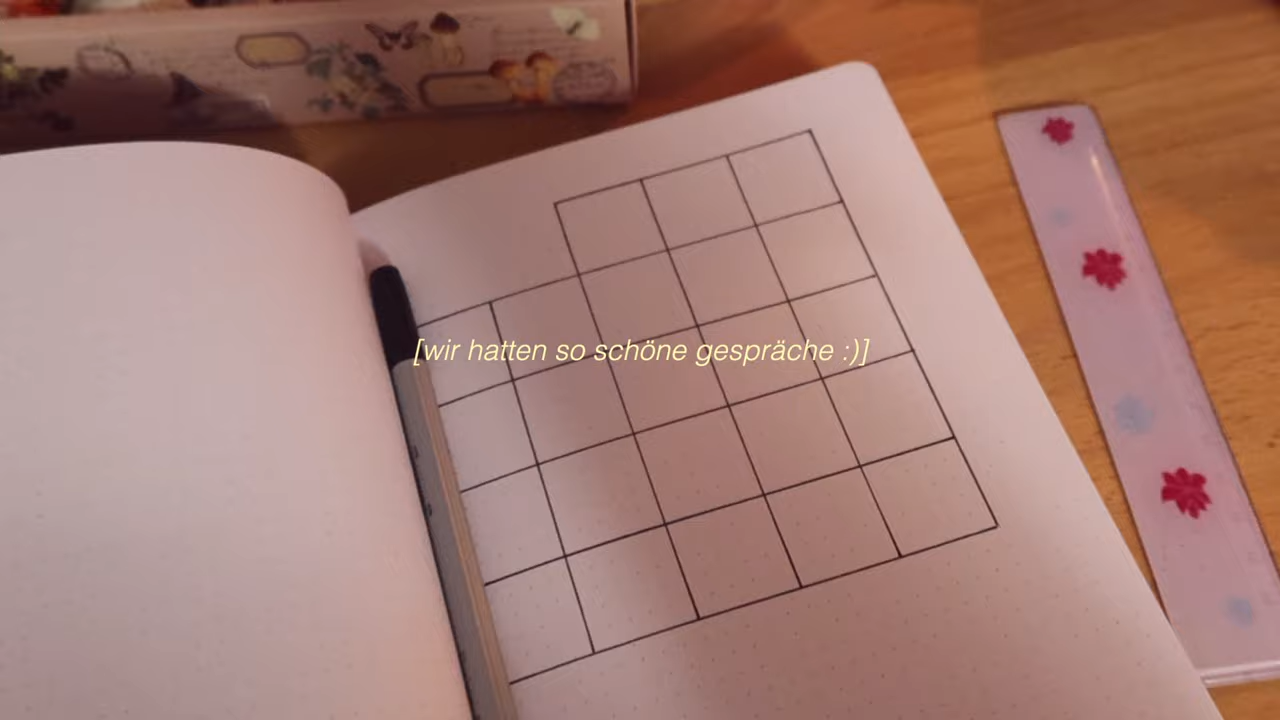 [wir hatten so schöne gespräche :)]